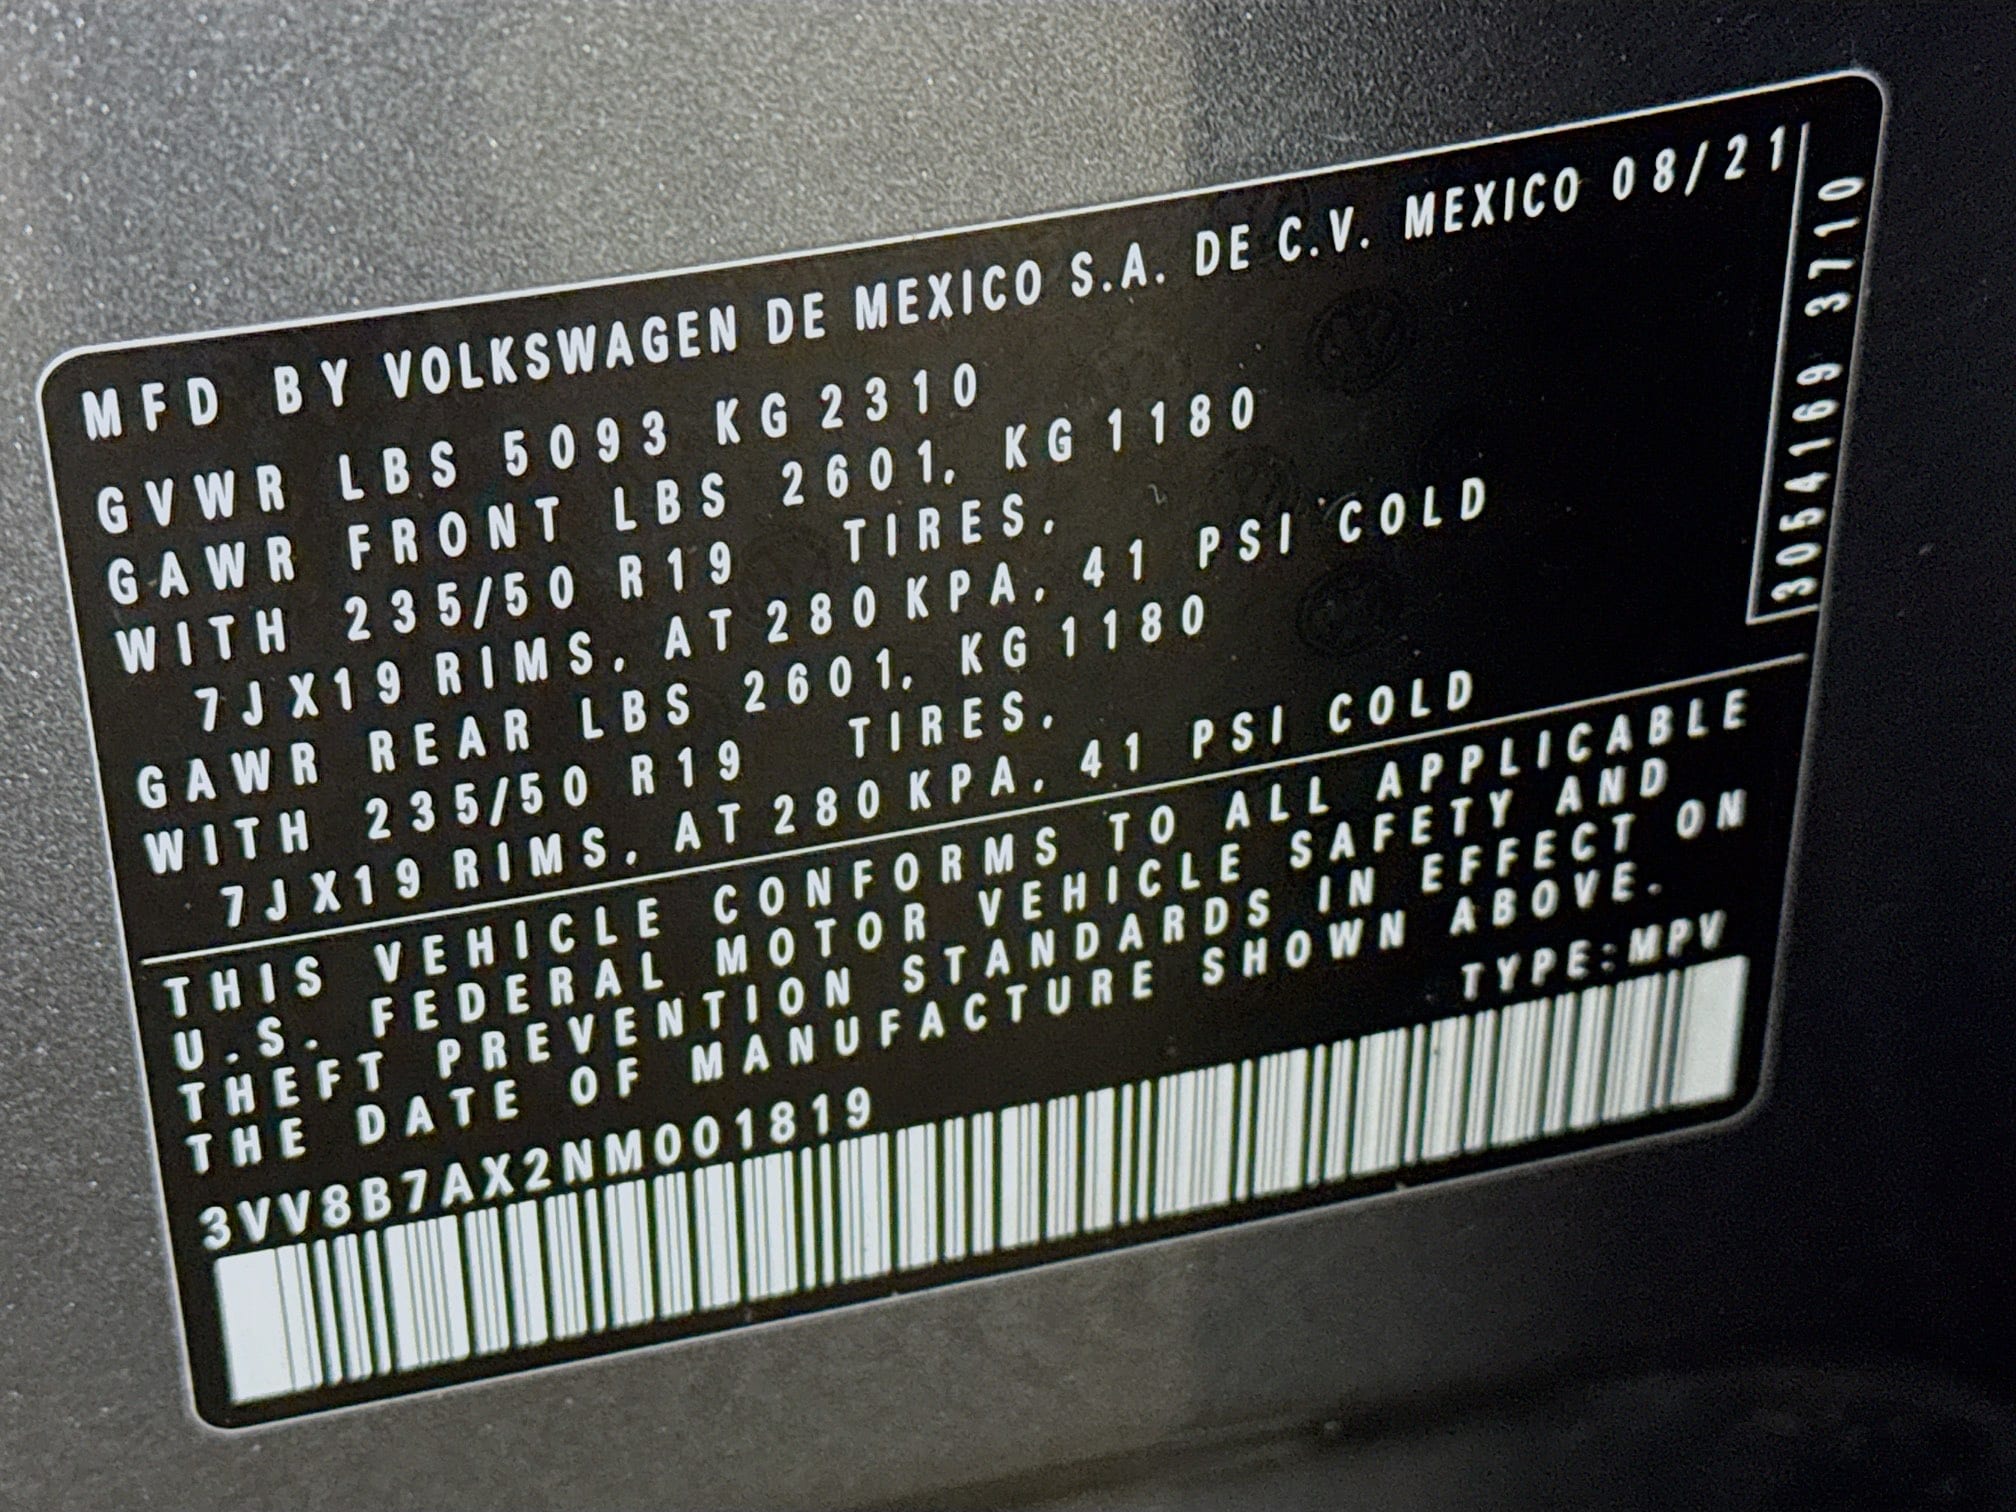 MFD BY VOLKSWAGEN DE MEXICO S.A. DE C.V. MEXICO 08/21
GVWR LBS 5093 KG 2310
GAWR FRONT LBS 2601, KG 1180
WITH 235/50 R19 TIRES,
7JX19 RIMS, AT 280 KPA, 41 PSI COLD
GAWR REAR LBS 2601, KG 1180
WITH 235/50 R19 TIRES,
7JX19 RIMS, AT 280 KPA, 41 PSI COLD
3054169 3710
THIS VEHICLE CONFORMS TO ALL APPLICABLE
U.S. FEDERAL MOTOR VEHICLE SAFETY AND
THEFT PREVENTION STANDARDS IN EFFECT ON
THE DATE OF MANUFACTURE SHOWN ABOVE.
TYPE:MPV
3VV8B7AX2NM001819